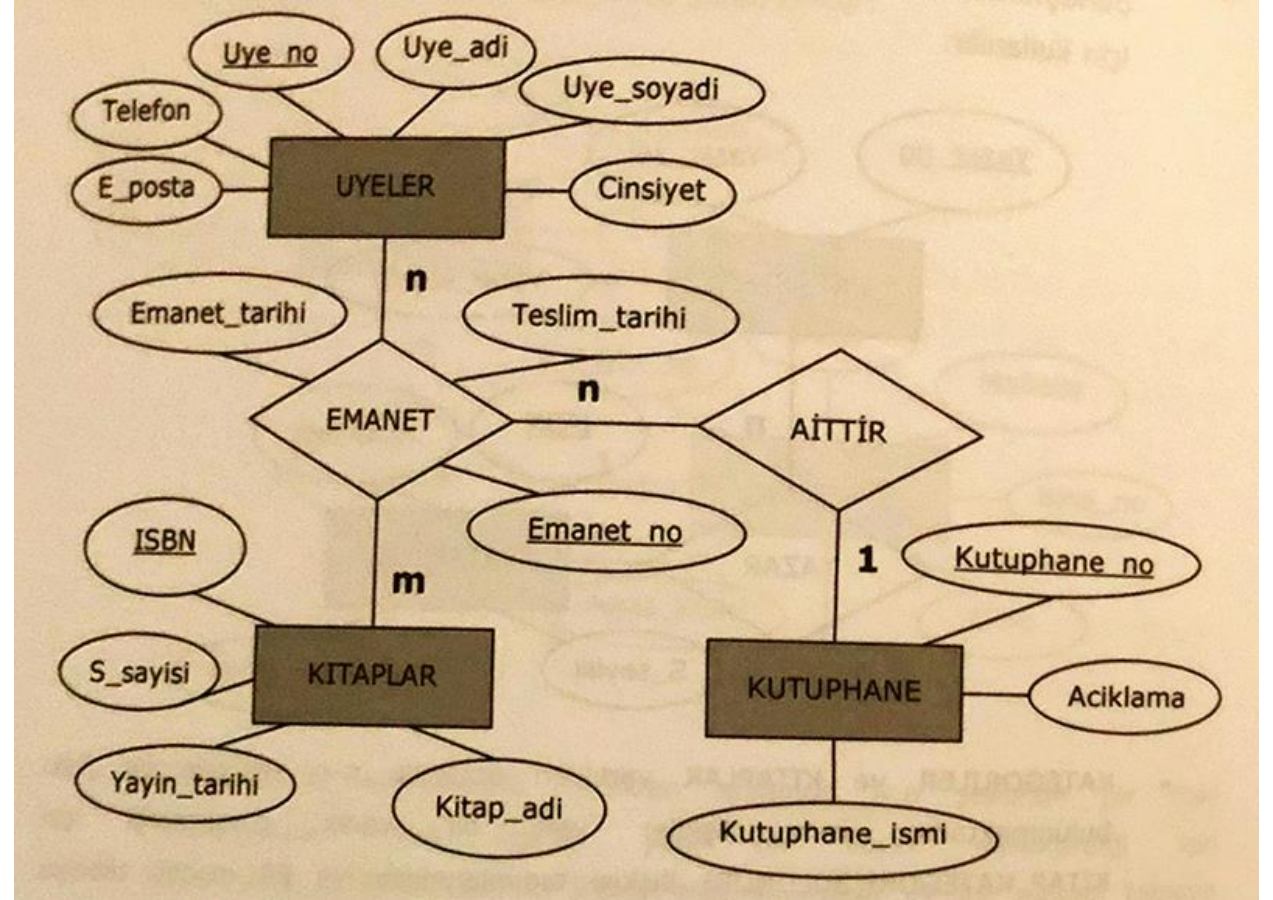 Uye_no
Uye_adi
Uye_soyadi
Telefon
E_posta
UYELER
Cinsiyet
n
Emanet_tarihi
Teslim_tarihi
n
EMANET
AİTTİR
Emanet_no
ISBN
m
1
Kutuphane_no
S_sayisi
KITAPLAR
KUTUPHANE
Aciklama
Yayin_tarihi
Kitap_adi
Kutuphane_ismi